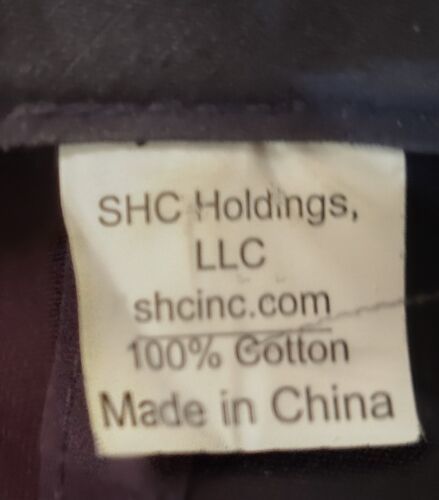 SHC Holdings,
LLC
shcinc.com
100% Cotton
Made in China